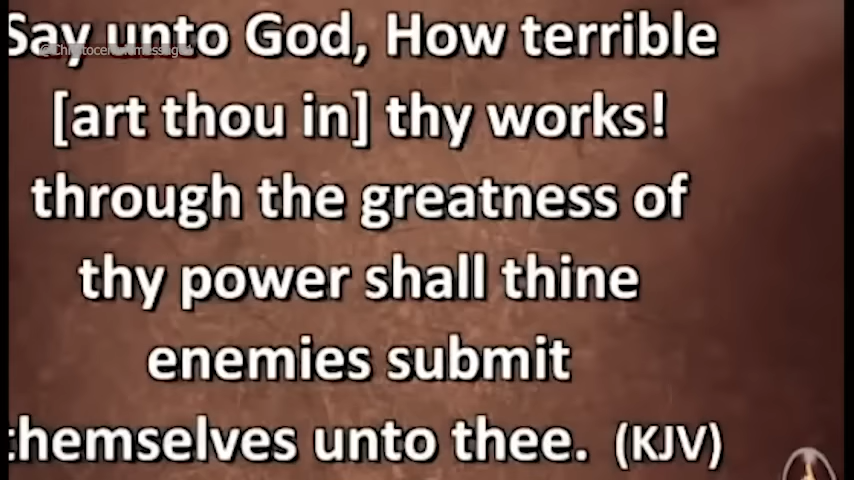 Say unto God, How terrible
[art thou in] thy works!
through the greatness of
thy power shall thine
enemies submit
themselves unto thee. (KJV)